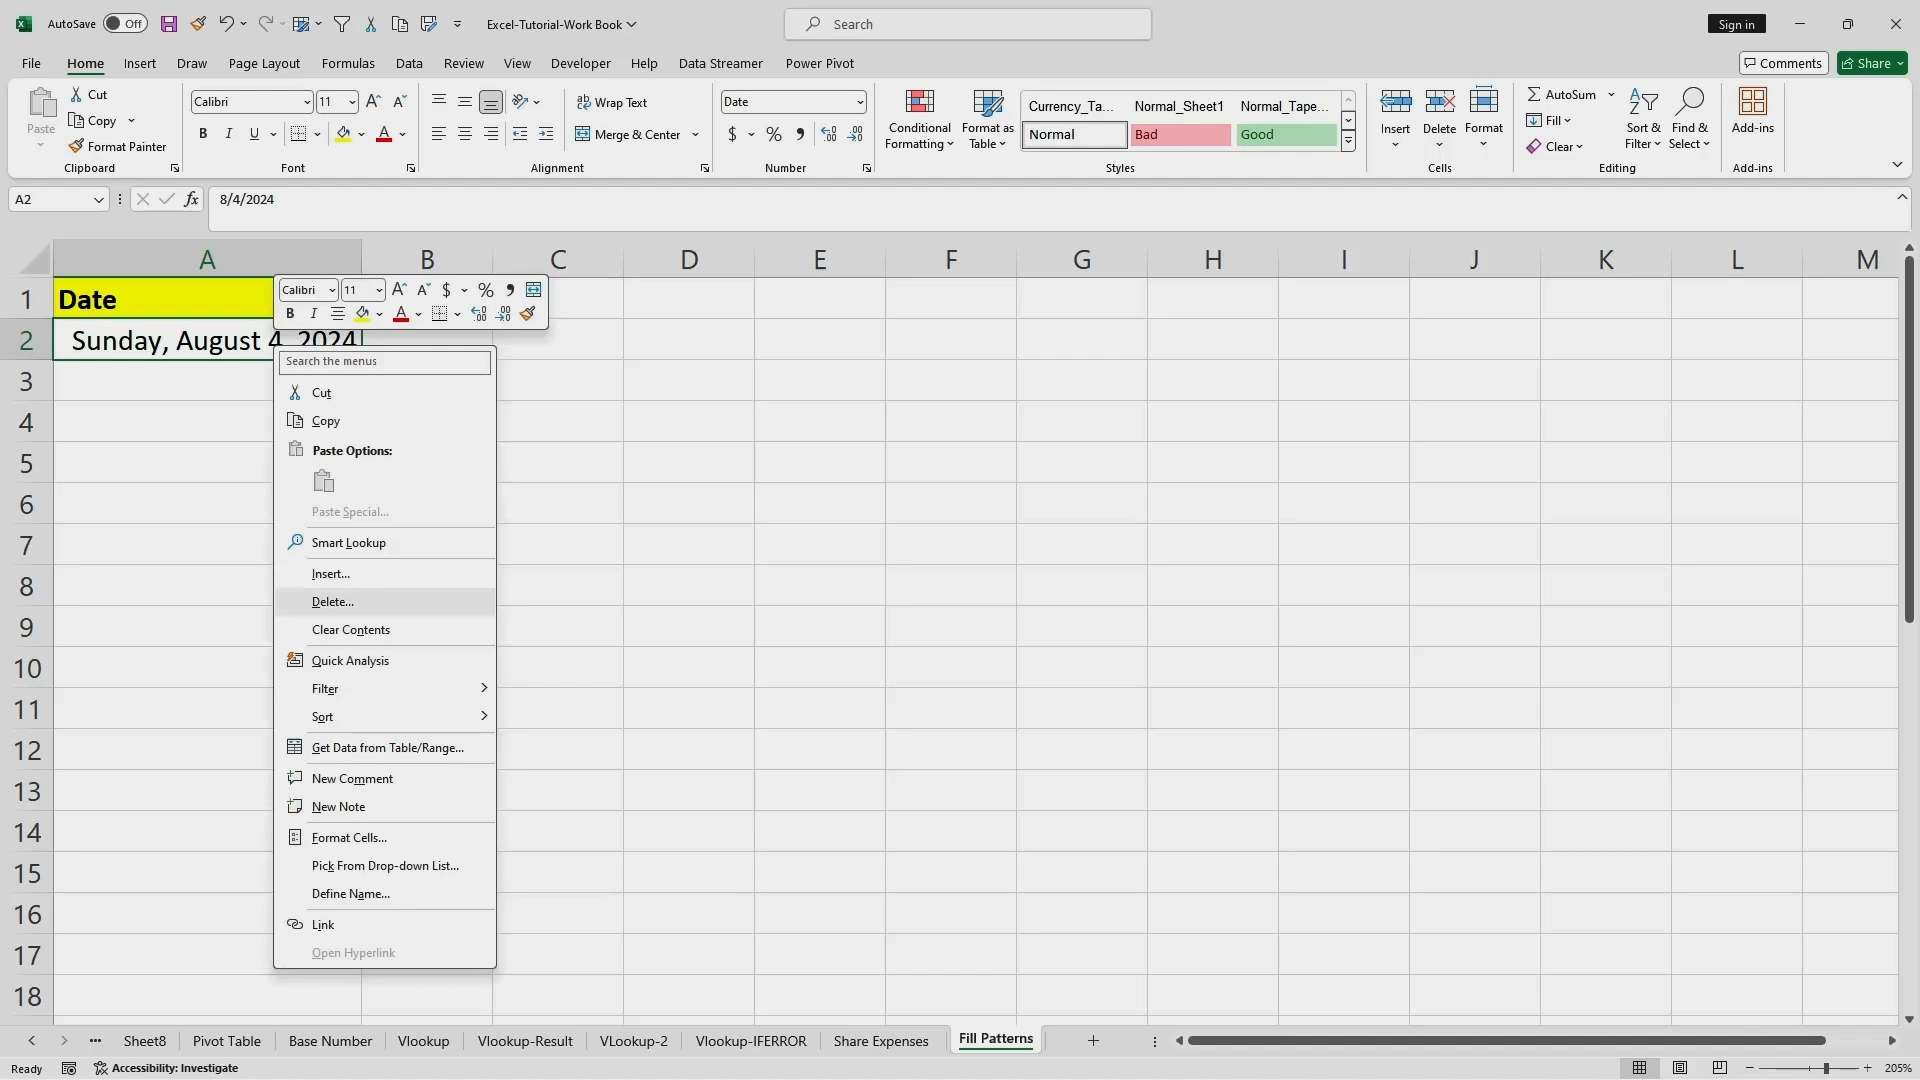 AutoSave Off Excel-Tutorial-Work Book Search Sign in
File Home Insert Draw Page Layout Formulas Data Review View Developer Help Data Streamer Power Pivot Comments Share
Paste
Cut
Copy
Format Painter
Clipboard
Calibri 11
B I U
Font
Wrap Text
Merge & Center
Alignment
Date
$ % ,
Number
Conditional
Formatting
Format as
Table
Currency_Ta... Normal_Sheet1 Normal_Tape...
Normal Bad Good
Styles
Insert Delete Format
Cells
AutoSum
Fill
Clear
Sort &
Filter
Find &
Select
Editing
Add-ins
Add-ins
A2 fx 8/4/2024
A B C D E F G H I J K L M
1 Date
2 Sunday, August 4, 2024
3
4
5
6
7
8
9
10
11
12
13
14
15
16
17
18
Calibri 11 $ % ,
B I
Search the menus
Cut
Copy
Paste Options:
Paste Special...
Smart Lookup
Insert...
Delete...
Clear Contents
Quick Analysis
Filter
Sort
Get Data from Table/Range...
New Comment
New Note
Format Cells...
Pick From Drop-down List...
Define Name...
Link
Open Hyperlink
... Sheet8 Pivot Table Base Number Vlookup Vlookup-Result VLookup-2 Vlookup-IFERROR Share Expenses Fill Patterns
Ready Accessibility: Investigate 205%